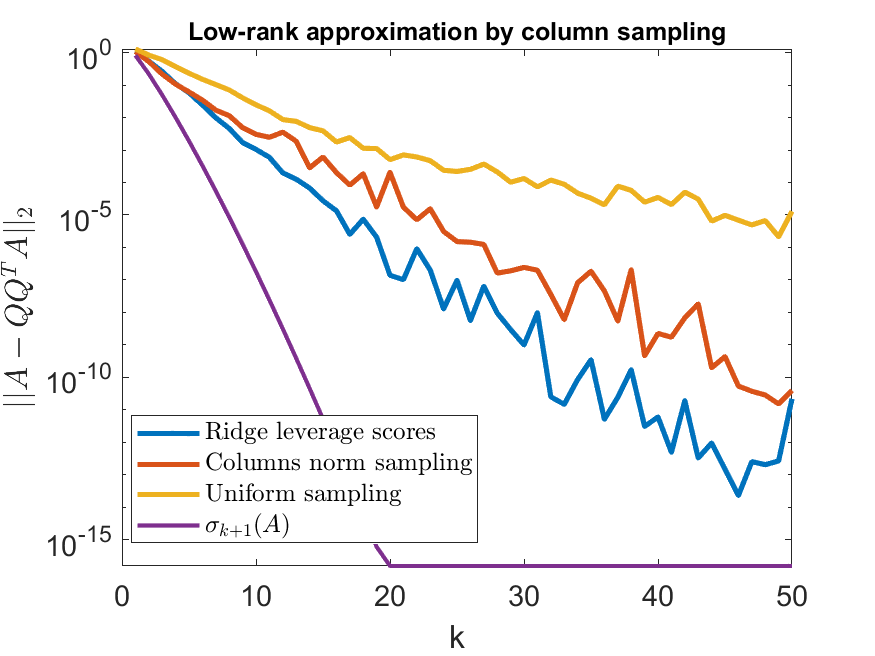 Low-rank approximation by column sampling
10^0
10^-5
10^-10
10^-15
||A − QQ^T A||_2
Ridge leverage scores
Columns norm sampling
Uniform sampling
σ_{k+1}(A)
0 10 20 30 40 50
k